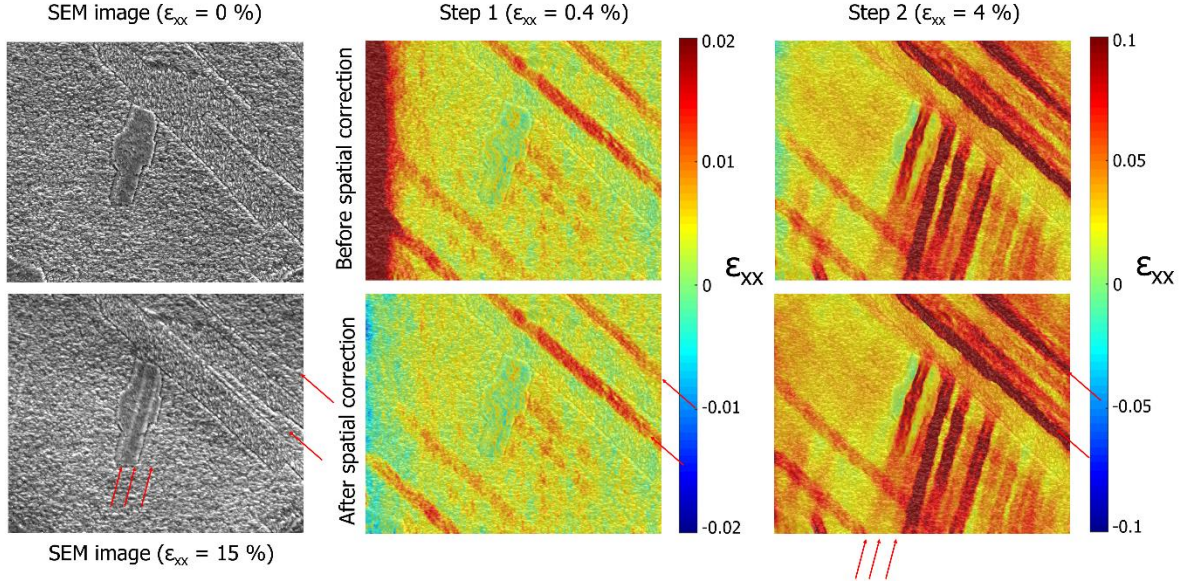 SEM image (εxx = 0 %)
Step 1 (εxx = 0.4 %)
Step 2 (εxx = 4 %)
Before spatial correction
After spatial correction
0.02
0.01
0
-0.01
-0.02
εxx
0.1
0.05
0
-0.05
-0.1
εxx
SEM image (εxx = 15 %)